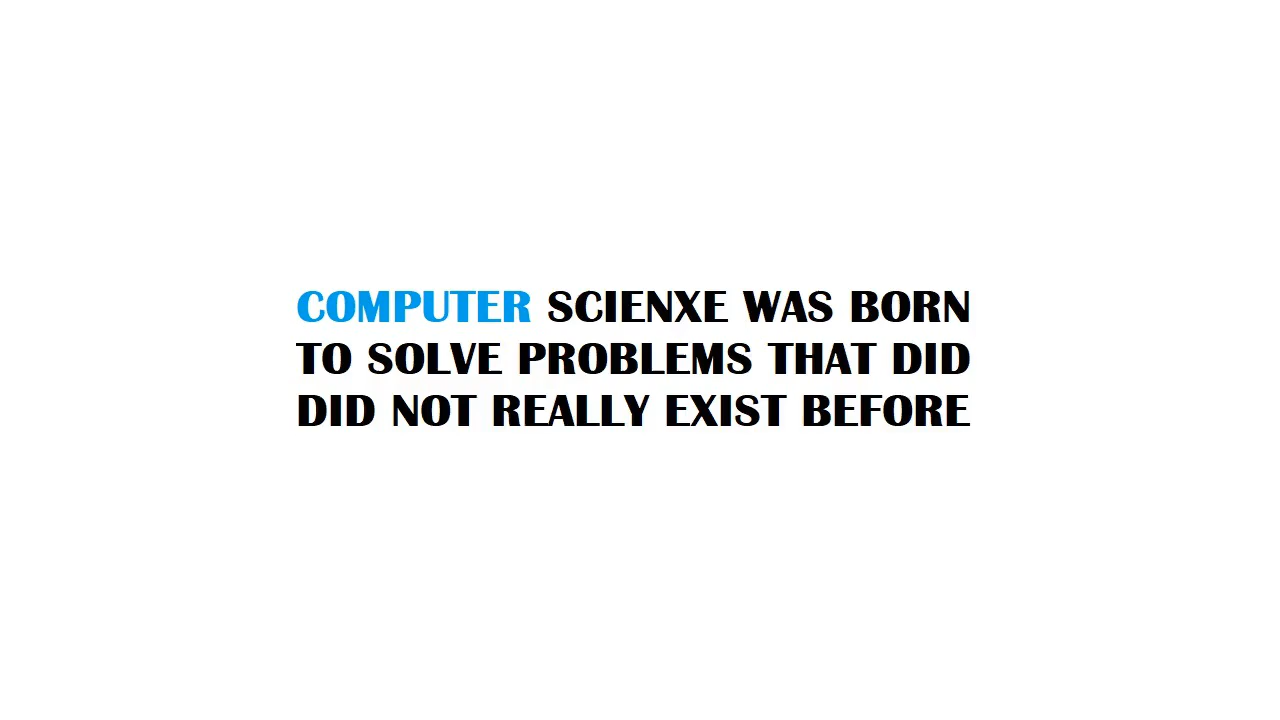 COMPUTER SCIENXE WAS BORN
TO SOLVE PROBLEMS THAT DID
DID NOT REALLY EXIST BEFORE